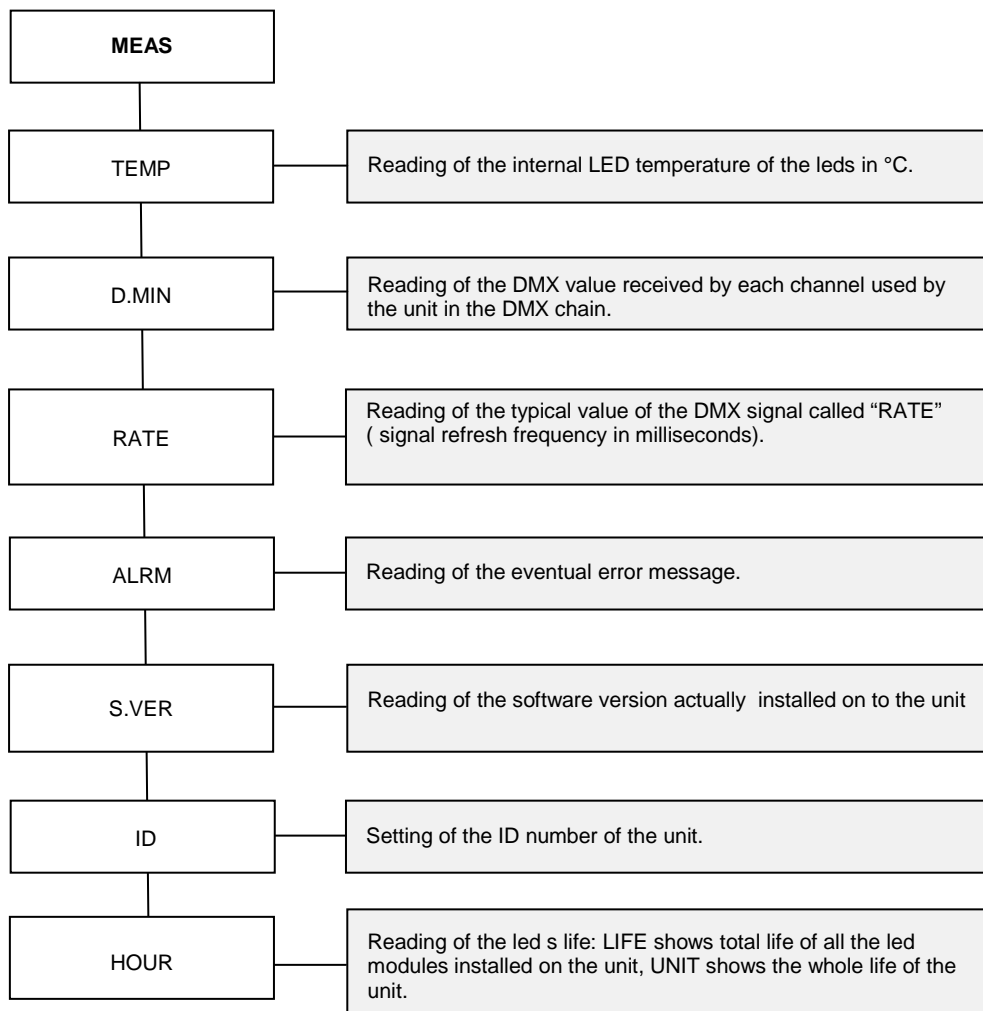 MEAS
TEMP
Reading of the internal LED temperature of the leds in °C.
D.MIN
Reading of the DMX value received by each channel used by
the unit in the DMX chain.
RATE
Reading of the typical value of the DMX signal called “RATE”
( signal refresh frequency in milliseconds).
ALRM
Reading of the eventual error message.
S.VER
Reading of the software version actually  installed on to the unit
ID
Setting of the ID number of the unit.
HOUR
Reading of the led s life: LIFE shows total life of all the led
modules installed on the unit, UNIT shows the whole life of the
unit.